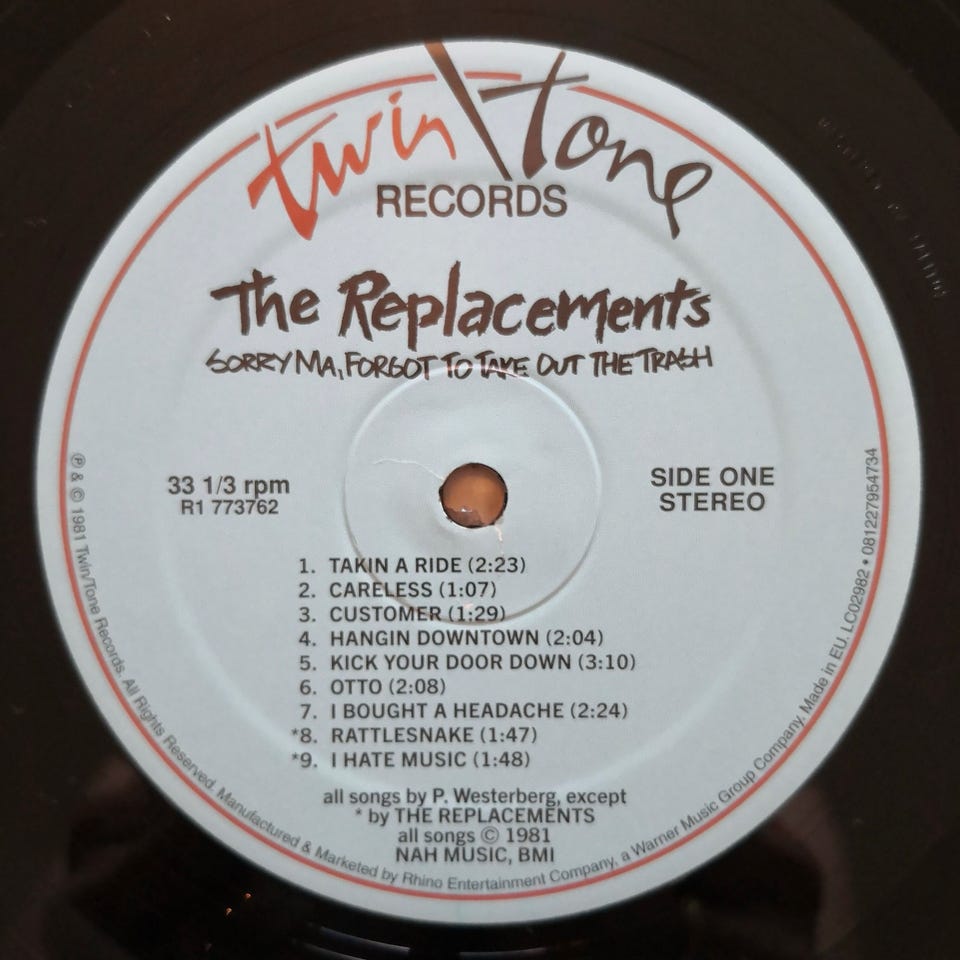 twin\tone
RECORDS
The Replacements
SORRY MA, FORGOT TO TAKE OUT THE TRASH
33 1/3 rpm
R1 773762
SIDE ONE
STEREO
1. TAKIN A RIDE (2:23)
2. CARELESS (1:07)
3. CUSTOMER (1:29)
4. HANGIN DOWNTOWN (2:04)
5. KICK YOUR DOOR DOWN (3:10)
6. OTTO (2:08)
7. I BOUGHT A HEADACHE (2:24)
*8. RATTLESNAKE (1:47)
*9. I HATE MUSIC (1:48)
all songs by P. Westerberg, except
* by THE REPLACEMENTS
all songs © 1981
NAH MUSIC, BMI
℗ & © 1981 Twin/Tone Records. All Rights Reserved. Manufactured & Marketed by Rhino Entertainment Company, a Warner Music Group Company. Made in EU. LC02982 • 081227954734